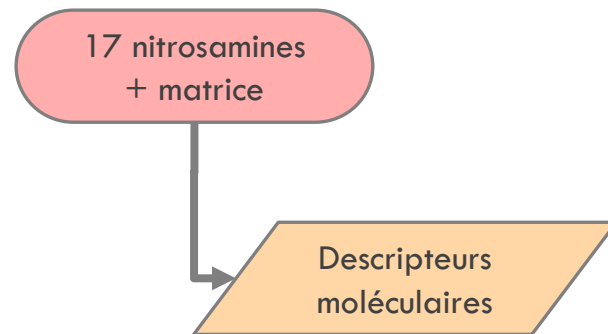 17 nitrosamines
+ matrice
Descripteurs
moléculaires